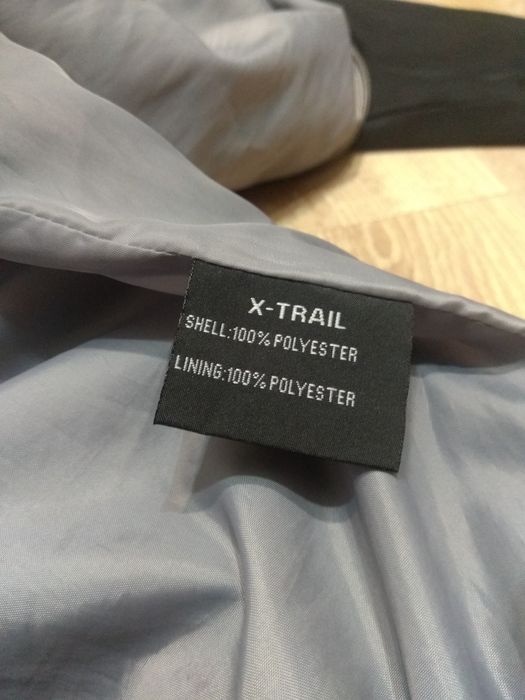 X-TRAIL
SHELL:100% POLYESTER
LINING:100% POLYESTER